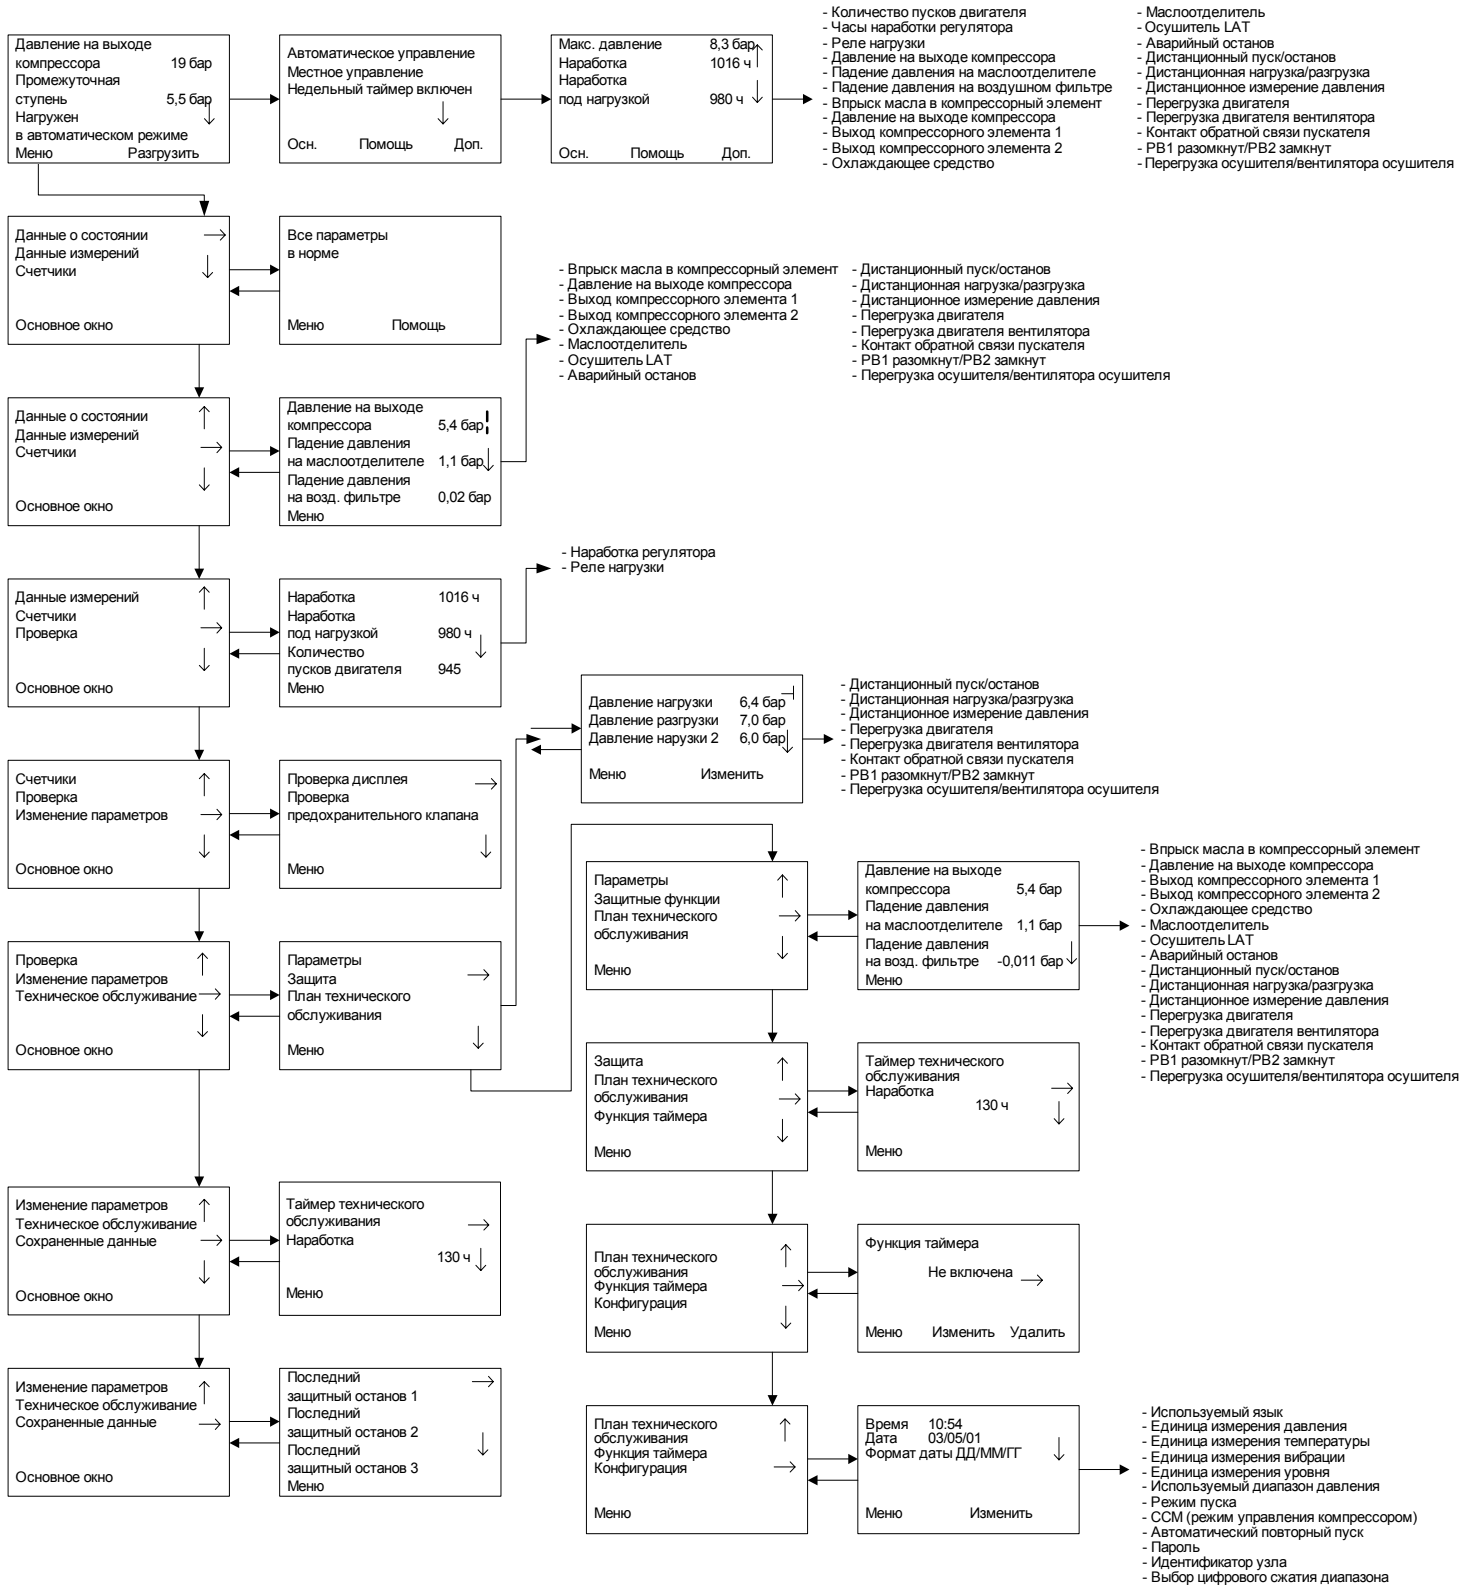 Давление на выходе
компрессора 19 бар
Промежуточная
ступень 5,5 бар
Нагружен
в автоматическом режиме
Меню Разгрузить
Автоматическое управление
Местное управление
Недельный таймер включен
Осн. Помощь Доп.
Макс. давление 8,3 бар
Наработка 1016 ч
Наработка
под нагрузкой 980 ч
Осн. Помощь Доп.
- Количество пусков двигателя
- Часы наработки регулятора
- Реле нагрузки
- Давление на выходе компрессора
- Падение давления на маслоотделителе
- Падение давления на воздушном фильтре
- Впрыск масла в компрессорный элемент
- Давление на выходе компрессора
- Выход компрессорного элемента 1
- Выход компрессорного элемента 2
- Охлаждающее средство
- Маслоотделитель
- Осушитель LAT
- Аварийный останов
- Дистанционный пуск/останов
- Дистанционная нагрузка/разгрузка
- Дистанционное измерение давления
- Перегрузка двигателя
- Перегрузка двигателя вентилятора
- Контакт обратной связи пускателя
- РВ1 разомкнут/РВ2 замкнут
- Перегрузка осушителя/вентилятора осушителя
Данные о состоянии
Данные измерений
Счетчики
Основное окно
Все параметры
в норме
Меню Помощь
- Впрыск масла в компрессорный элемент
- Давление на выходе компрессора
- Выход компрессорного элемента 1
- Выход компрессорного элемента 2
- Охлаждающее средство
- Маслоотделитель
- Осушитель LAT
- Аварийный останов
- Дистанционный пуск/останов
- Дистанционная нагрузка/разгрузка
- Дистанционное измерение давления
- Перегрузка двигателя
- Перегрузка двигателя вентилятора
- Контакт обратной связи пускателя
- РВ1 разомкнут/РВ2 замкнут
- Перегрузка осушителя/вентилятора осушителя
Данные о состоянии
Данные измерений
Счетчики
Основное окно
Давление на выходе
компрессора 5,4 бар
Падение давления
на маслоотделителе 1,1 бар
Падение давления
на возд. фильтре 0,02 бар
Меню
Данные измерений
Счетчики
Проверка
Основное окно
Наработка 1016 ч
Наработка
под нагрузкой 980 ч
Количество
пусков двигателя 945
Меню
- Наработка регулятора
- Реле нагрузки
Счетчики
Проверка
Изменение параметров
Основное окно
Проверка дисплея
Проверка
предохранительного клапана
Меню
Давление нагрузки 6,4 бар
Давление разгрузки 7,0 бар
Давление нарузки 2 6,0 бар
Меню Изменить
- Дистанционный пуск/останов
- Дистанционная нагрузка/разгрузка
- Дистанционное измерение давления
- Перегрузка двигателя
- Перегрузка двигателя вентилятора
- Контакт обратной связи пускателя
- РВ1 разомкнут/РВ2 замкнут
- Перегрузка осушителя/вентилятора осушителя
Проверка
Изменение параметров
Техническое обслуживание
Основное окно
Параметры
Защита
План технического
обслуживания
Меню
Параметры
Защитные функции
План технического
обслуживания
Меню
Давление на выходе
компрессора 5,4 бар
Падение давления
на маслоотделителе 1,1 бар
Падение давления
на возд. фильтре -0,011 бар
Меню
- Впрыск масла в компрессорный элемент
- Давление на выходе компрессора
- Выход компрессорного элемента 1
- Выход компрессорного элемента 2
- Охлаждающее средство
- Маслоотделитель
- Осушитель LAT
- Аварийный останов
- Дистанционный пуск/останов
- Дистанционная нагрузка/разгрузка
- Дистанционное измерение давления
- Перегрузка двигателя
- Перегрузка двигателя вентилятора
- Контакт обратной связи пускателя
- РВ1 разомкнут/РВ2 замкнут
- Перегрузка осушителя/вентилятора осушителя
Защита
План технического
обслуживания
Функция таймера
Меню
Таймер технического
обслуживания
Наработка
130 ч
Меню
Изменение параметров
Техническое обслуживание
Сохраненные данные
Основное окно
Таймер технического
обслуживания
Наработка
130 ч
Меню
План технического
обслуживания
Функция таймера
Конфигурация
Меню
Функция таймера
Не включена
Меню Изменить Удалить
Изменение параметров
Техническое обслуживание
Сохраненные данные
Основное окно
Последний
защитный останов 1
Последний
защитный останов 2
Последний
защитный останов 3
Меню
План технического
обслуживания
Функция таймера
Конфигурация
Меню
Время 10:54
Дата 03/05/01
Формат даты ДД/ММ/ГГ
Меню Изменить
- Используемый язык
- Единица измерения давления
- Единица измерения температуры
- Единица измерения вибрации
- Единица измерения уровня
- Используемый диапазон давления
- Режим пуска
- ССМ (режим управления компрессором)
- Автоматический повторный пуск
- Пароль
- Идентификатор узла
- Выбор цифрового сжатия диапазона